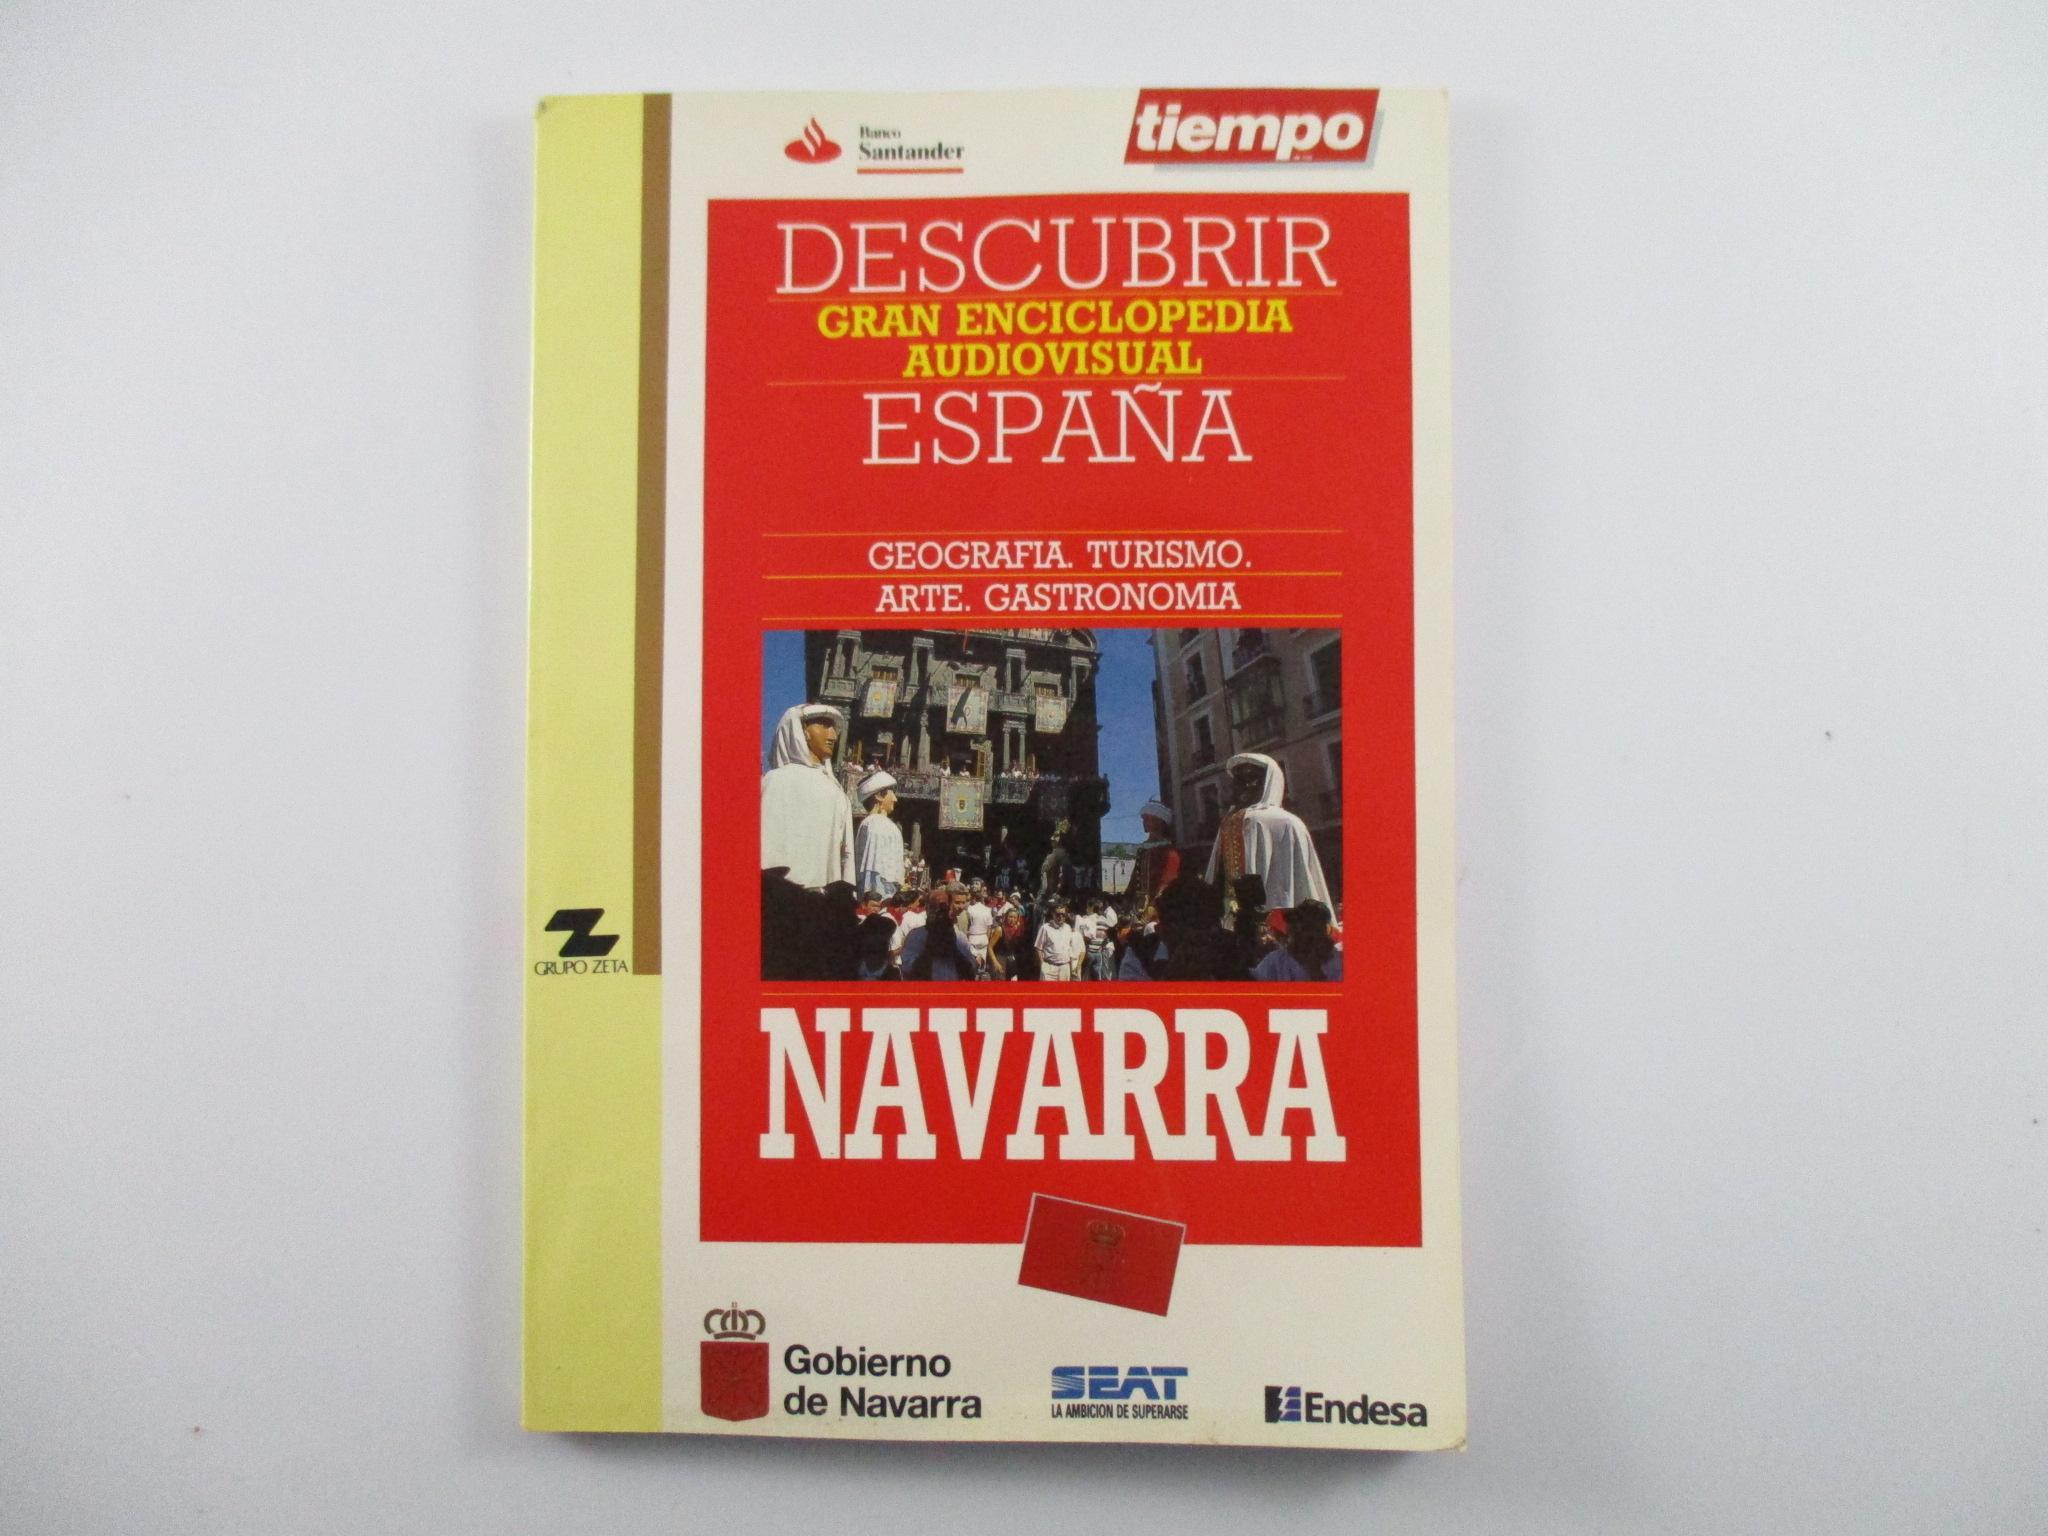 Banco
Santander
tiempo
DESCUBRIR
GRAN ENCICLOPEDIA
AUDIOVISUAL
ESPAÑA
GEOGRAFIA. TURISMO.
ARTE. GASTRONOMIA
GRUPO ZETA
NAVARRA
Gobierno
de Navarra
SEAT
LA AMBICION DE SUPERARSE
Endesa